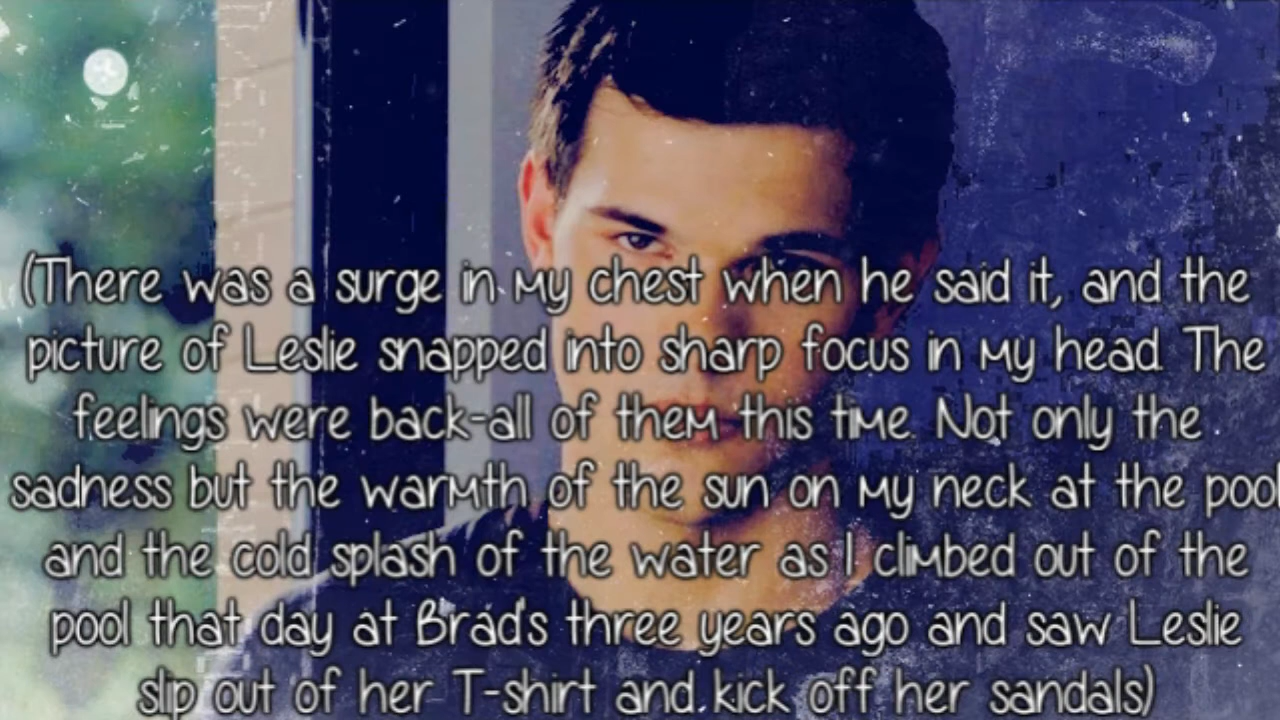 (There was a surge in my chest when he said it, and the
picture of Leslie snapped into sharp focus in my head. The
feelings were back-all of them this time. Not only the
sadness but the warmth of the sun on my neck at the pool
and the cold splash of the water as I climbed out of the
pool that day at Brad's three years ago and saw Leslie
slip out of her T-shirt and kick off her sandals)